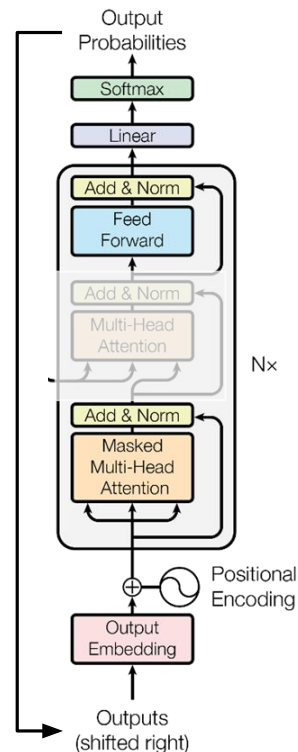 Output
Probabilities
Softmax
Linear
Add & Norm
Feed
Forward
Add & Norm
Multi-Head
Attention
N×
Add & Norm
Masked
Multi-Head
Attention
Positional
Encoding
Output
Embedding
Outputs
(shifted right)